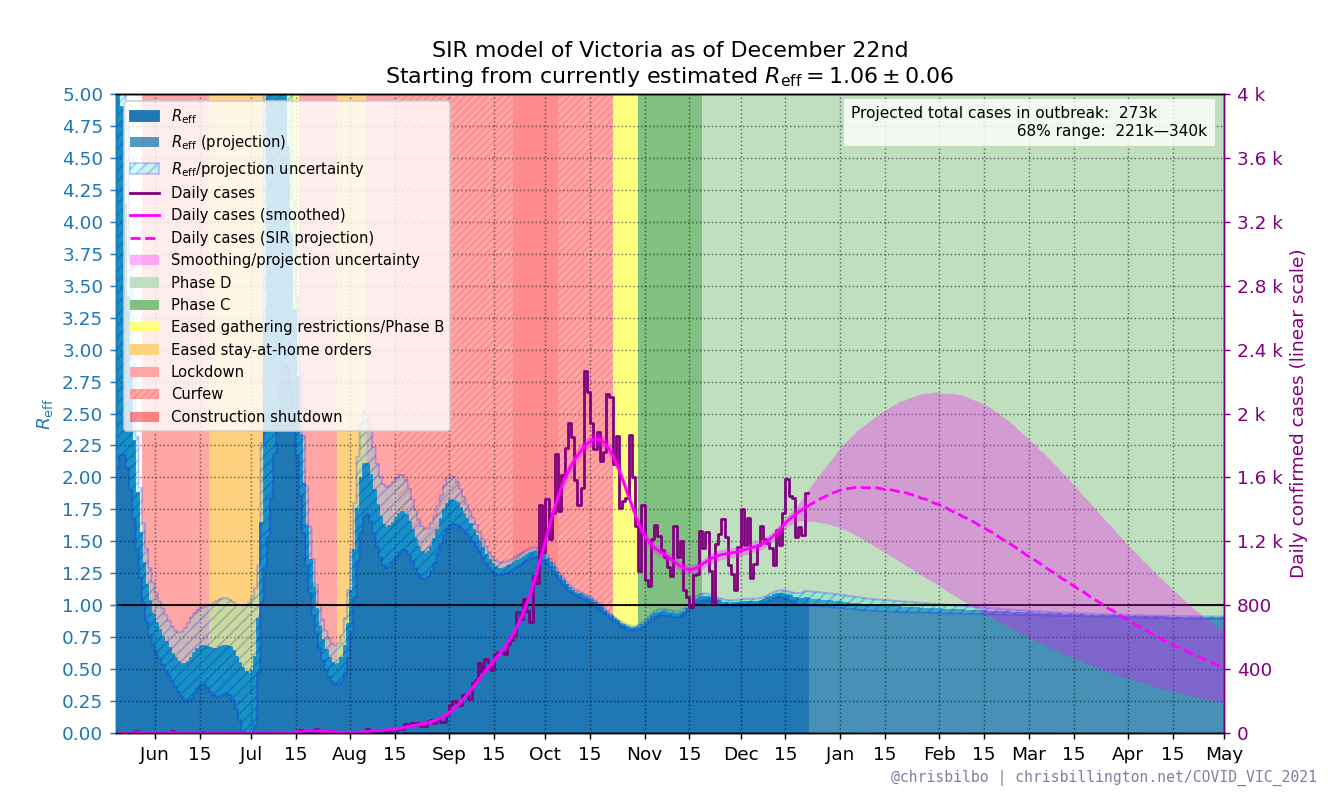 SIR model of Victoria as of December 22nd
Starting from currently estimated R_eff = 1.06 ± 0.06
Projected total cases in outbreak: 273k
68% range: 221k—340k
R_eff
R_eff (projection)
R_eff/projection uncertainty
Daily cases
Daily cases (smoothed)
Daily cases (SIR projection)
Smoothing/projection uncertainty
Phase D
Phase C
Eased gathering restrictions/Phase B
Eased stay-at-home orders
Lockdown
Curfew
Construction shutdown
R_eff
5.00
4.75
4.50
4.25
4.00
3.75
3.50
3.25
3.00
2.75
2.50
2.25
2.00
1.75
1.50
1.25
1.00
0.75
0.50
0.25
0.00
4 k
3.6 k
3.2 k
2.8 k
2.4 k
2 k
1.6 k
1.2 k
800
400
0
Daily confirmed cases (linear scale)
Jun 15 Jul 15 Aug 15 Sep 15 Oct 15 Nov 15 Dec 15 Jan 15 Feb 15 Mar 15 Apr 15 May
@chrisbilbo | chrisbillington.net/COVID_VIC_2021